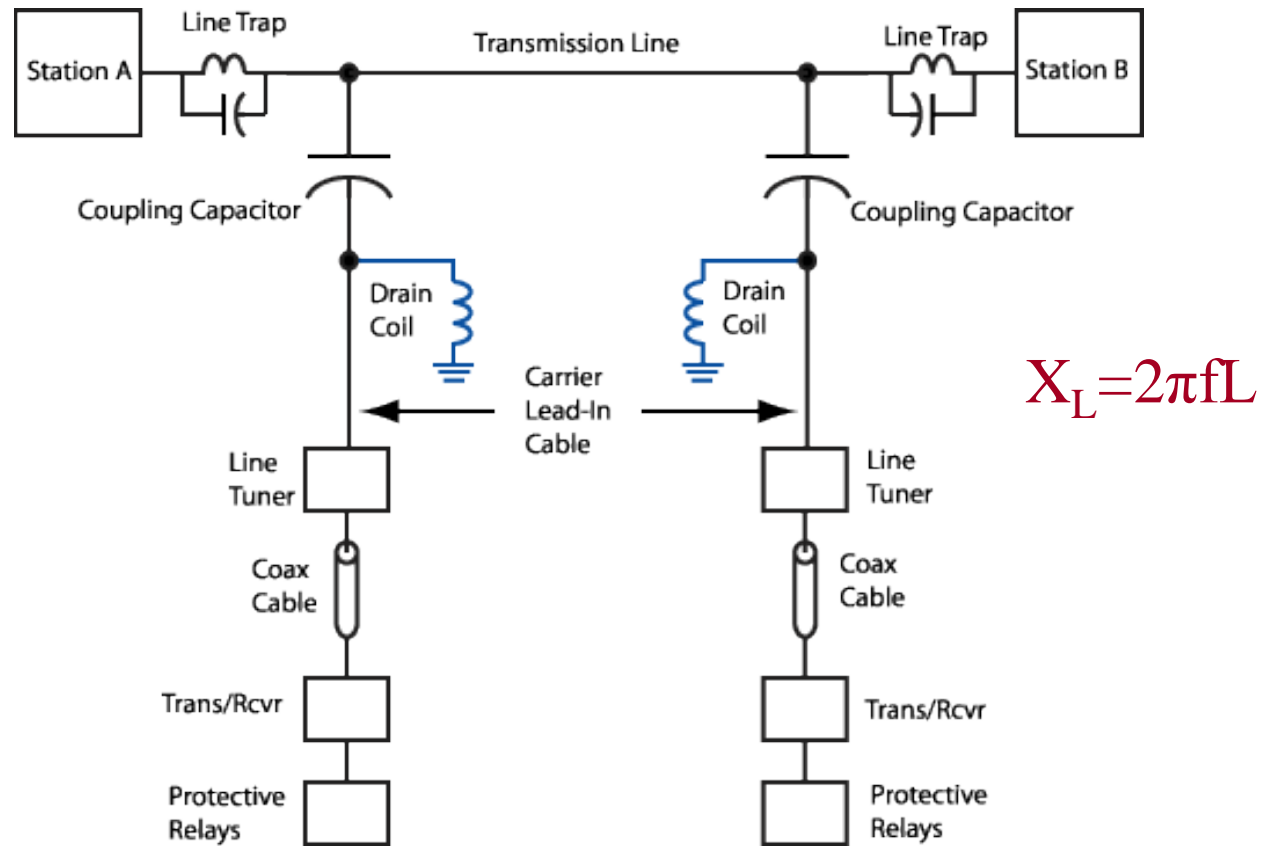 Line Trap
Transmission Line
Line Trap
Station A
Station B
Coupling Capacitor
Coupling Capacitor
Drain
Coil
Drain
Coil
Carrier
Lead-In
Cable
X_L=2πfL
Line
Tuner
Line
Tuner
Coax
Cable
Coax
Cable
Trans/Rcvr
Trans/Rcvr
Protective
Relays
Protective
Relays